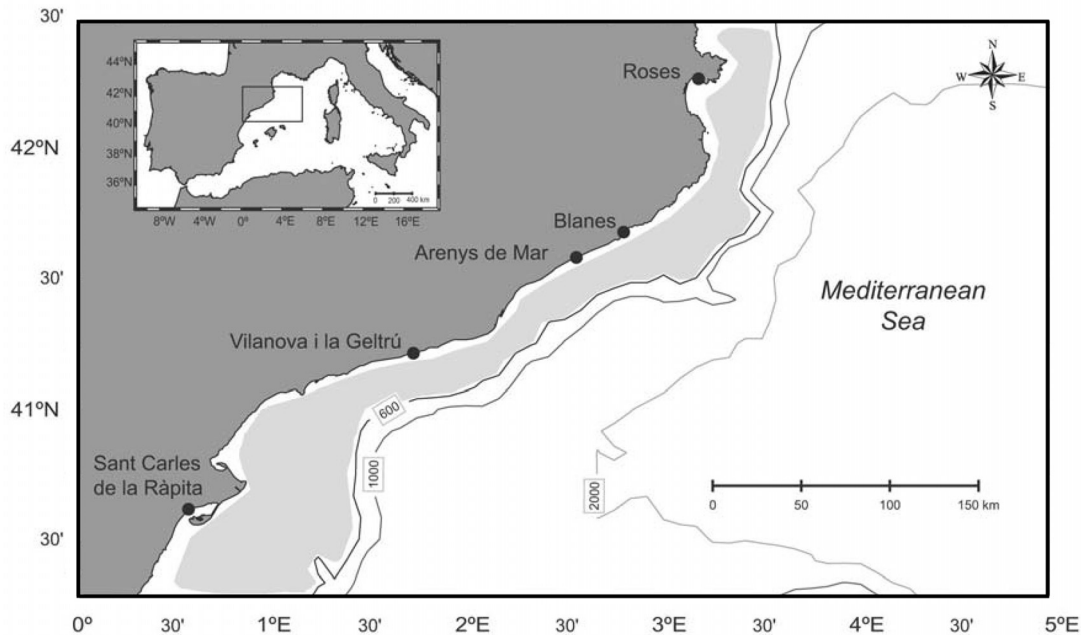 30'
44ºN
42ºN
40ºN
38ºN
36ºN
8ºW
4ºW
0º
4ºE
8ºE
12ºE
16ºE
0 200 400 km
Roses
N
W E
S
42ºN
Blanes
Arenys de Mar
30'
Mediterranean
Sea
Vilanova i la Geltrú
41ºN
600
Sant Carles
de la Ràpita
1000
2000
0 50 100 150 km
30'
0º 30' 1ºE 30' 2ºE 30' 3ºE 30' 4ºE 30' 5ºE